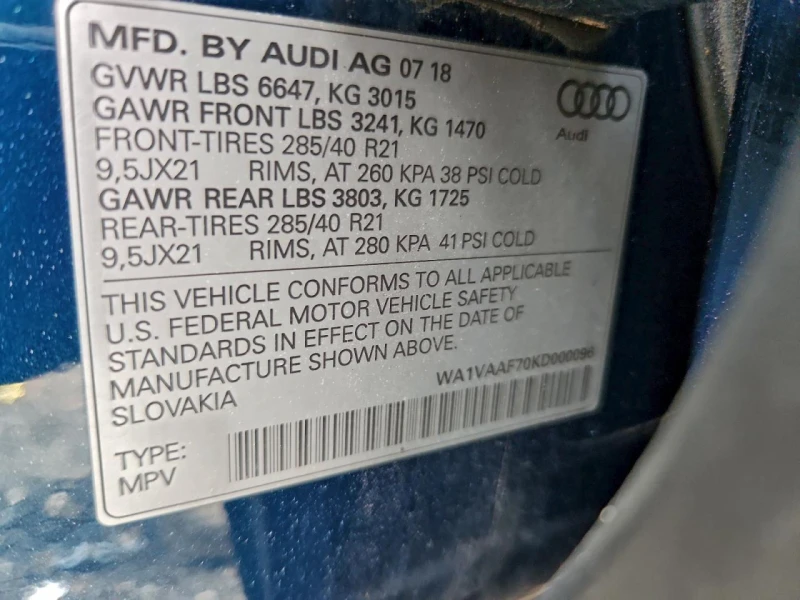 MFD. BY AUDI AG 07 18
GVWR LBS 6647, KG 3015
GAWR FRONT LBS 3241, KG 1470
FRONT-TIRES 285/40 R21
9,5JX21 RIMS, AT 260 KPA 38 PSI COLD
GAWR REAR LBS 3803, KG 1725
REAR-TIRES 285/40 R21
9,5JX21 RIMS, AT 280 KPA 41 PSI COLD
Audi
THIS VEHICLE CONFORMS TO ALL APPLICABLE
U.S. FEDERAL MOTOR VEHICLE SAFETY
STANDARDS IN EFFECT ON THE DATE OF
MANUFACTURE SHOWN ABOVE.
SLOVAKIA
WA1VAAF70KD000096
TYPE:
MPV